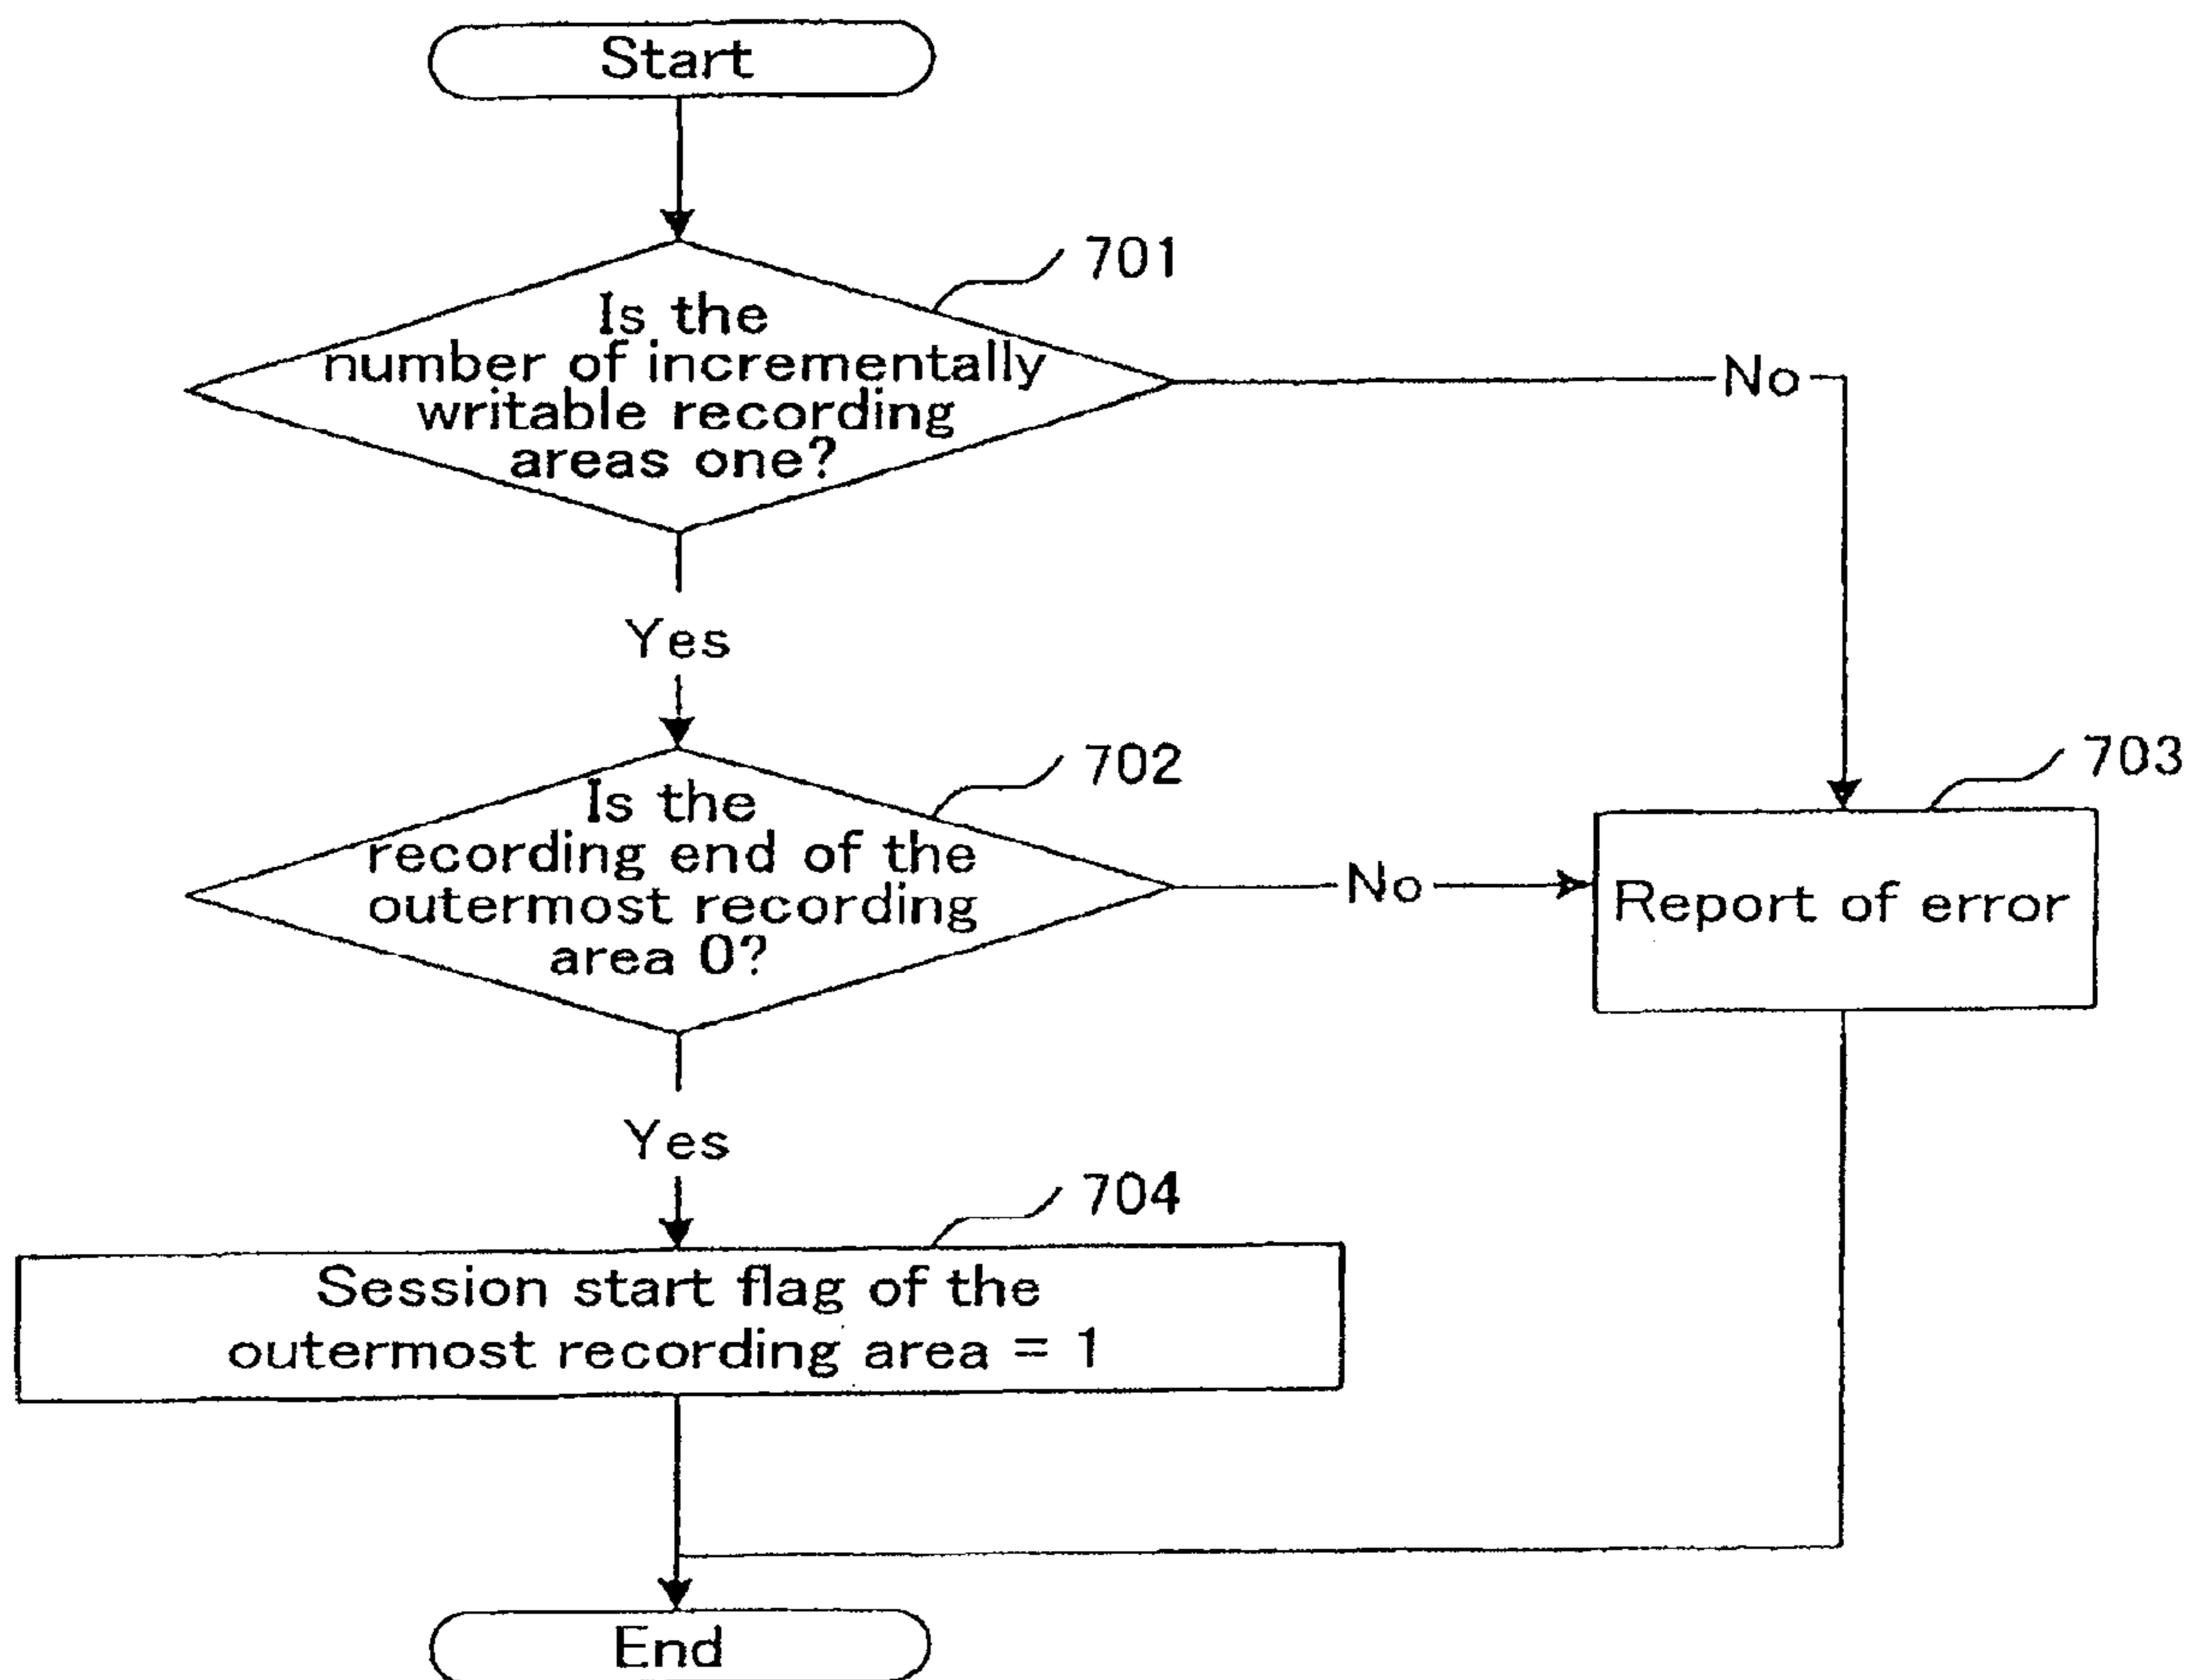 Start
701
Is the
number of incrementally
writable recording
areas one?
No
Yes
702
Is the
recording end of the
outermost recording
area 0?
No
703
Report of error
Yes
704
Session start flag of the
outermost recording area = 1
End